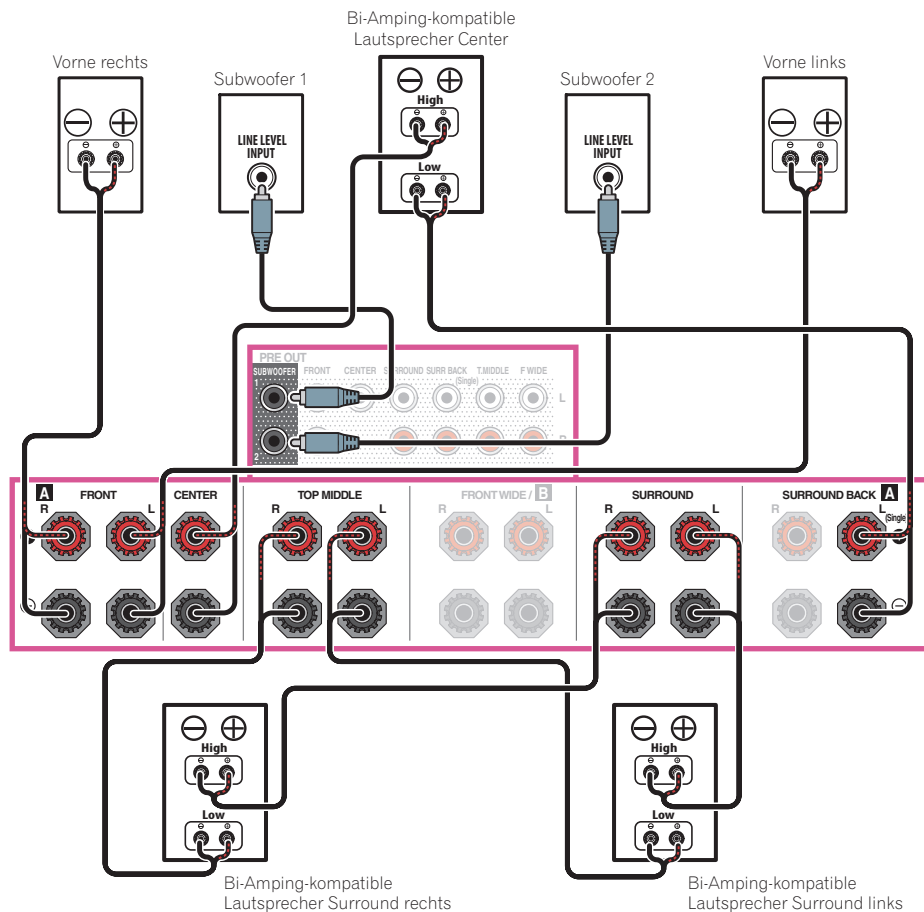 Bi-Amping-kompatible
Lautsprecher Center
Vorne rechts
Subwoofer 1
Subwoofer 2
Vorne links
High
LINE LEVEL
INPUT
LINE LEVEL
INPUT
Low
PRE OUT
SUBWOOFER FRONT CENTER SURROUND SURR BACK T.MIDDLE F WIDE
(Single)
1
L
2
A FRONT CENTER TOP MIDDLE FRONT WIDE / B SURROUND SURROUND BACK A
R L R L R L R L R L
(Single)
High
High
Low
Low
Bi-Amping-kompatible
Lautsprecher Surround rechts
Bi-Amping-kompatible
Lautsprecher Surround links